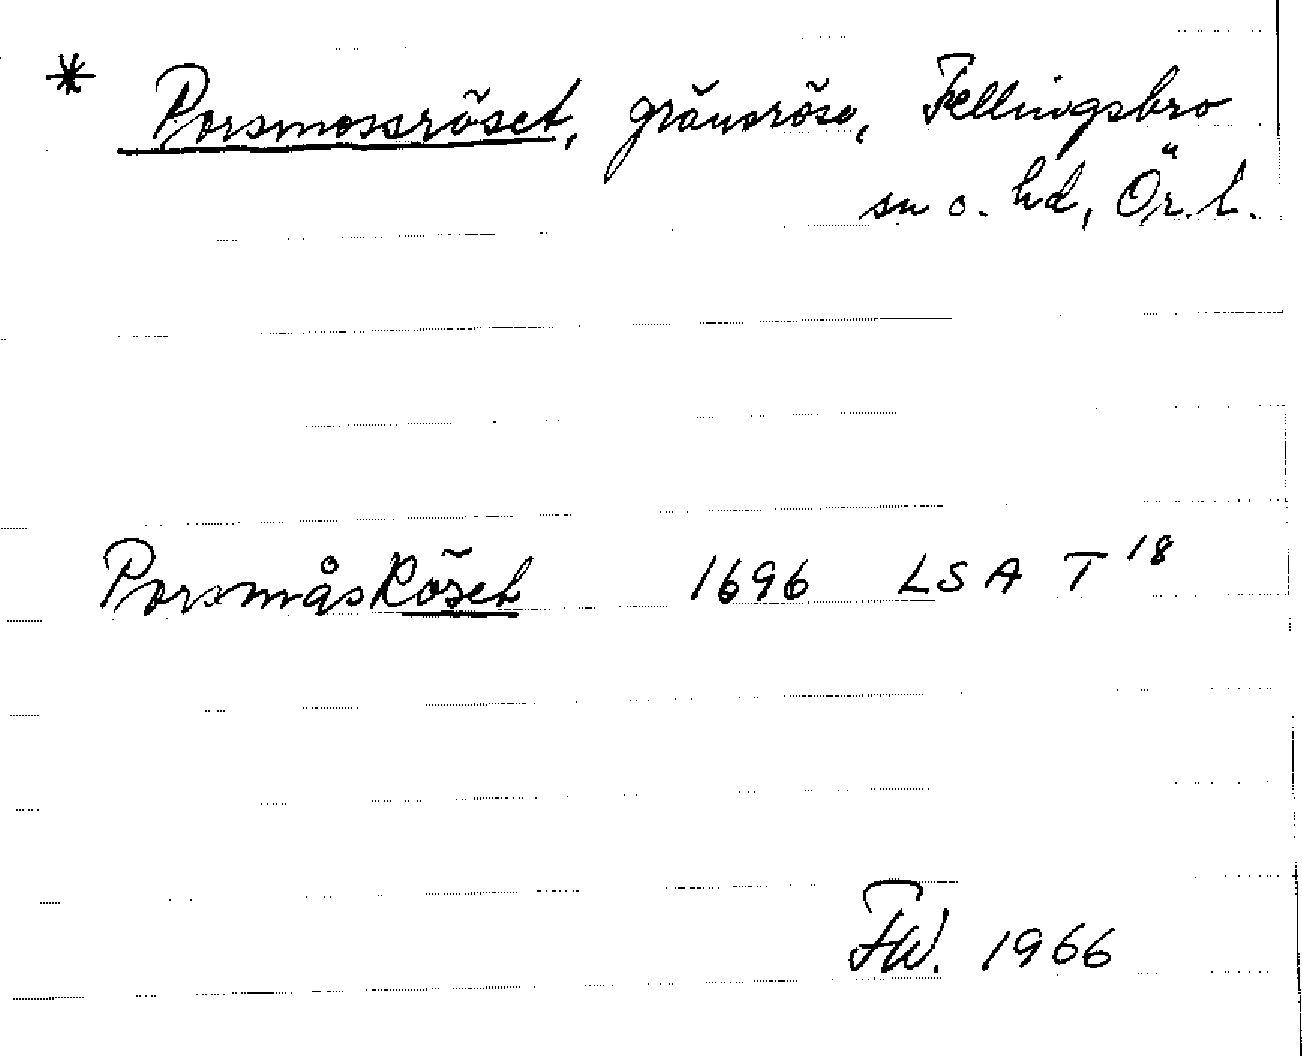 * Porsmossröset, gränsröse, Fellingsbro
sn o. hd, Ör. l.
PorsmåsRöset 1696 LSA T 18
FW. 1966